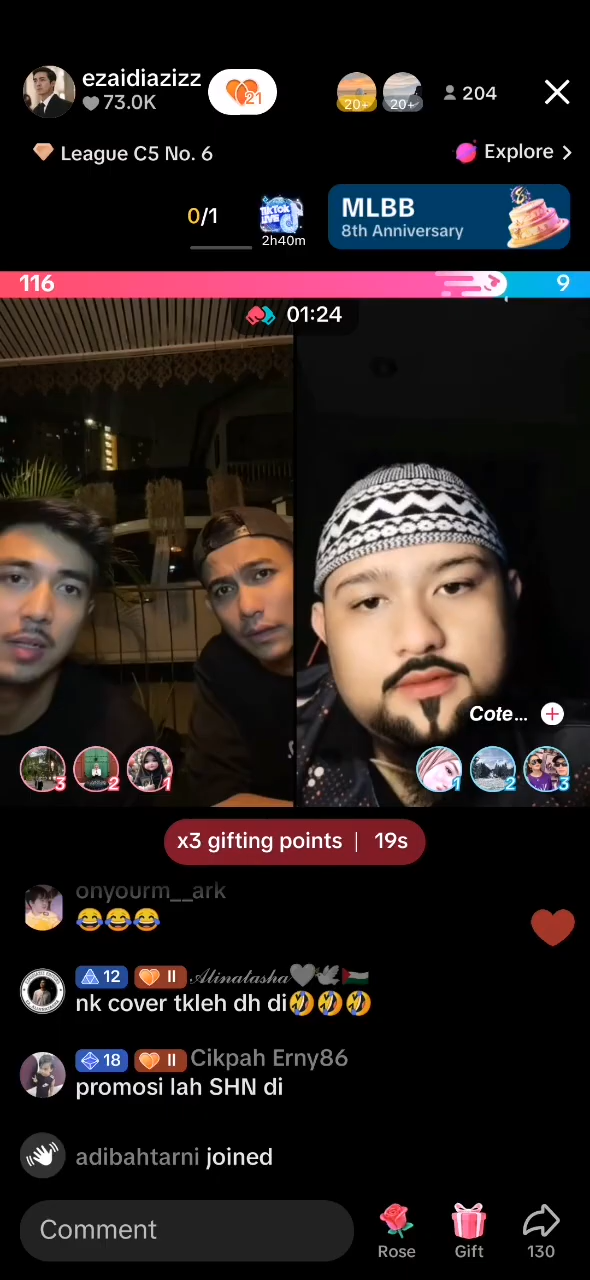 ezaidiazizz
73.0K
21
20+
20+
204
League C5 No. 6
Explore >
0/1
TIKTOK LIVE
2h40m
MLBB
8th Anniversary
116
9
01:24
Cote...
3
2
1
1
2
3
x3 gifting points | 19s
onyourm__ark
😂😂😂
12 II Alinatasha🤍🕊🇵🇸
nk cover tkleh dh di🤣🤣🤣
18 II Cikpah Erny86
promosi lah SHN di
adibahtarni joined
Comment
Rose
Gift
130